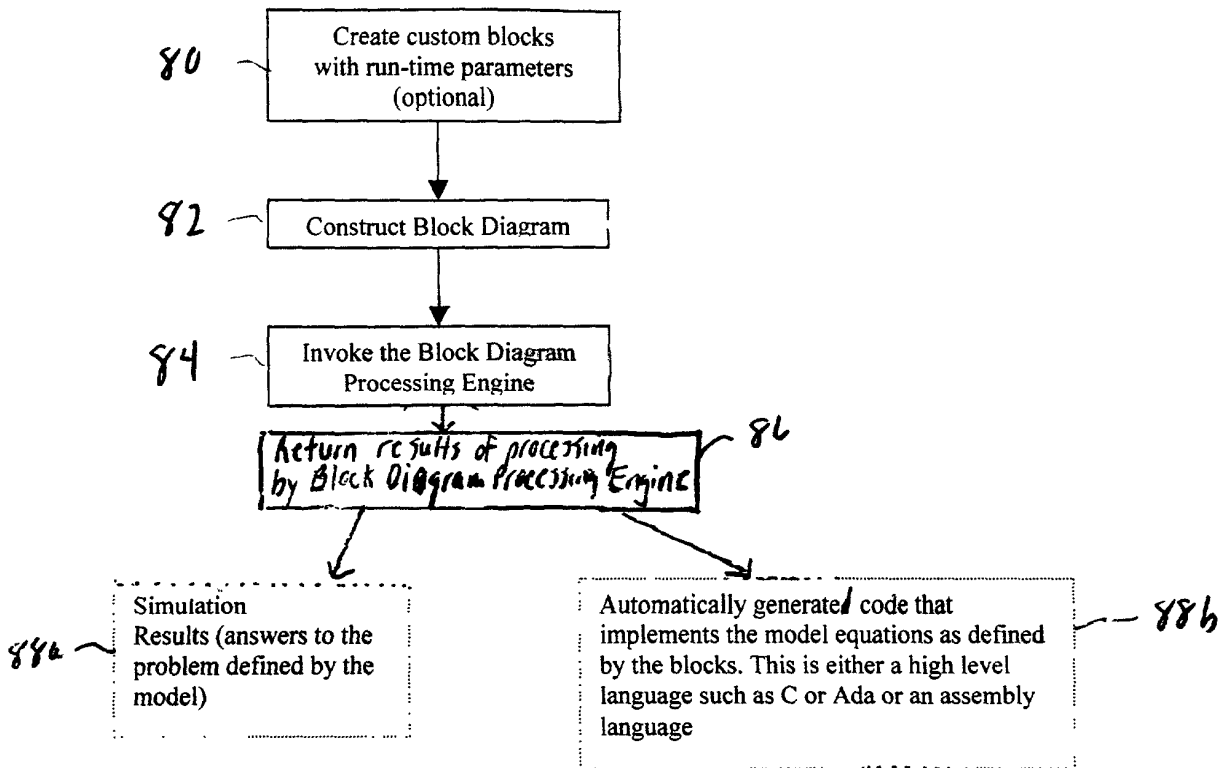 80
Create custom blocks
with run-time parameters
(optional)
82
Construct Block Diagram
84
Invoke the Block Diagram
Processing Engine
Return results of processing
by Block Diagram Processing Engine
86
88a
Simulation
Results (answers to the
problem defined by the
model)
Automatically generated code that
implements the model equations as defined
by the blocks. This is either a high level
language such as C or Ada or an assembly
language
88b